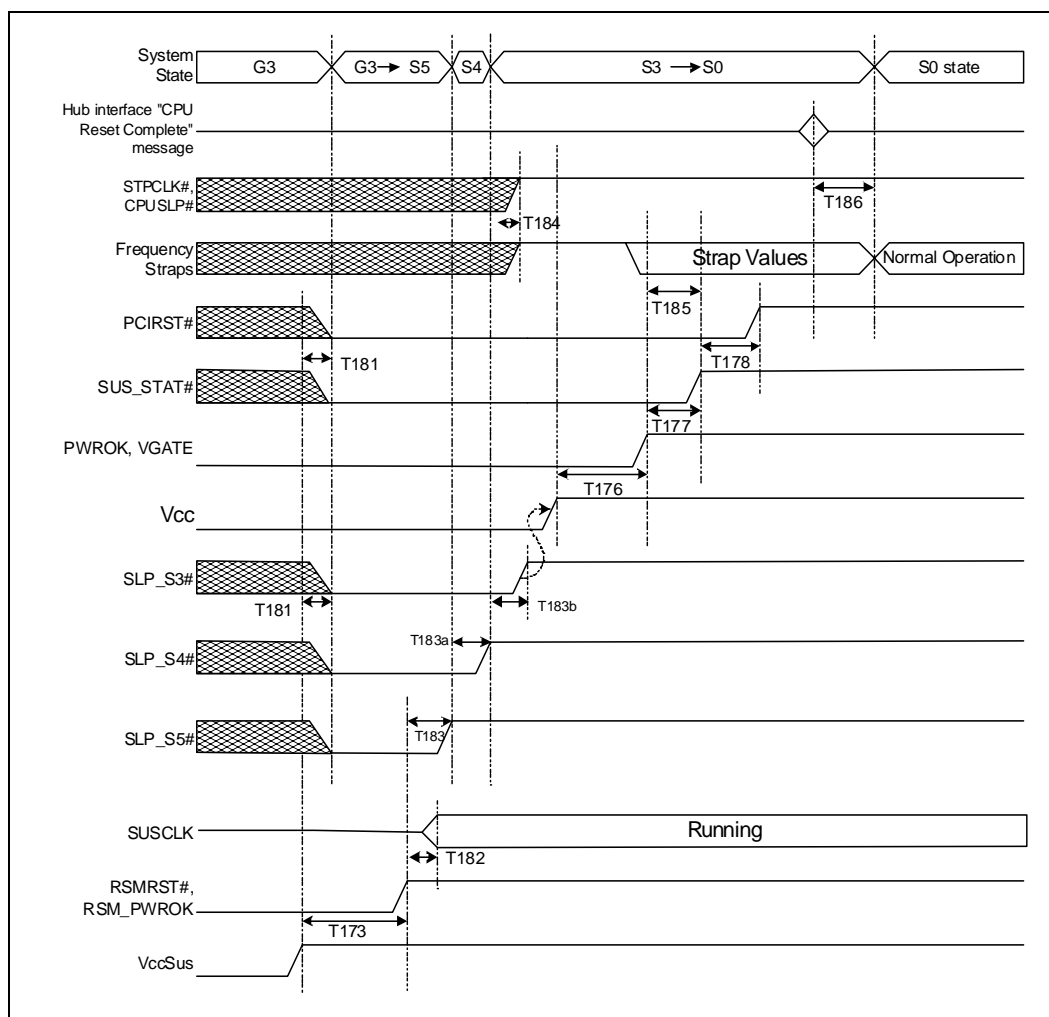 System
State
G3
G3→ S5
S4
S3 →S0
S0 state
Hub interface "CPU
Reset Complete"
message
STPCLK#,
CPUSLP#
T184
T186
Frequency
Straps
Strap Values
Normal Operation
T185
PCIRST#
T181
T178
SUS_STAT#
T177
PWROK, VGATE
T176
Vcc
SLP_S3#
T181
T183b
SLP_S4#
T183a
SLP_S5#
T183
SUSCLK
Running
T182
RSMRST#,
RSM_PWROK
T173
VccSus